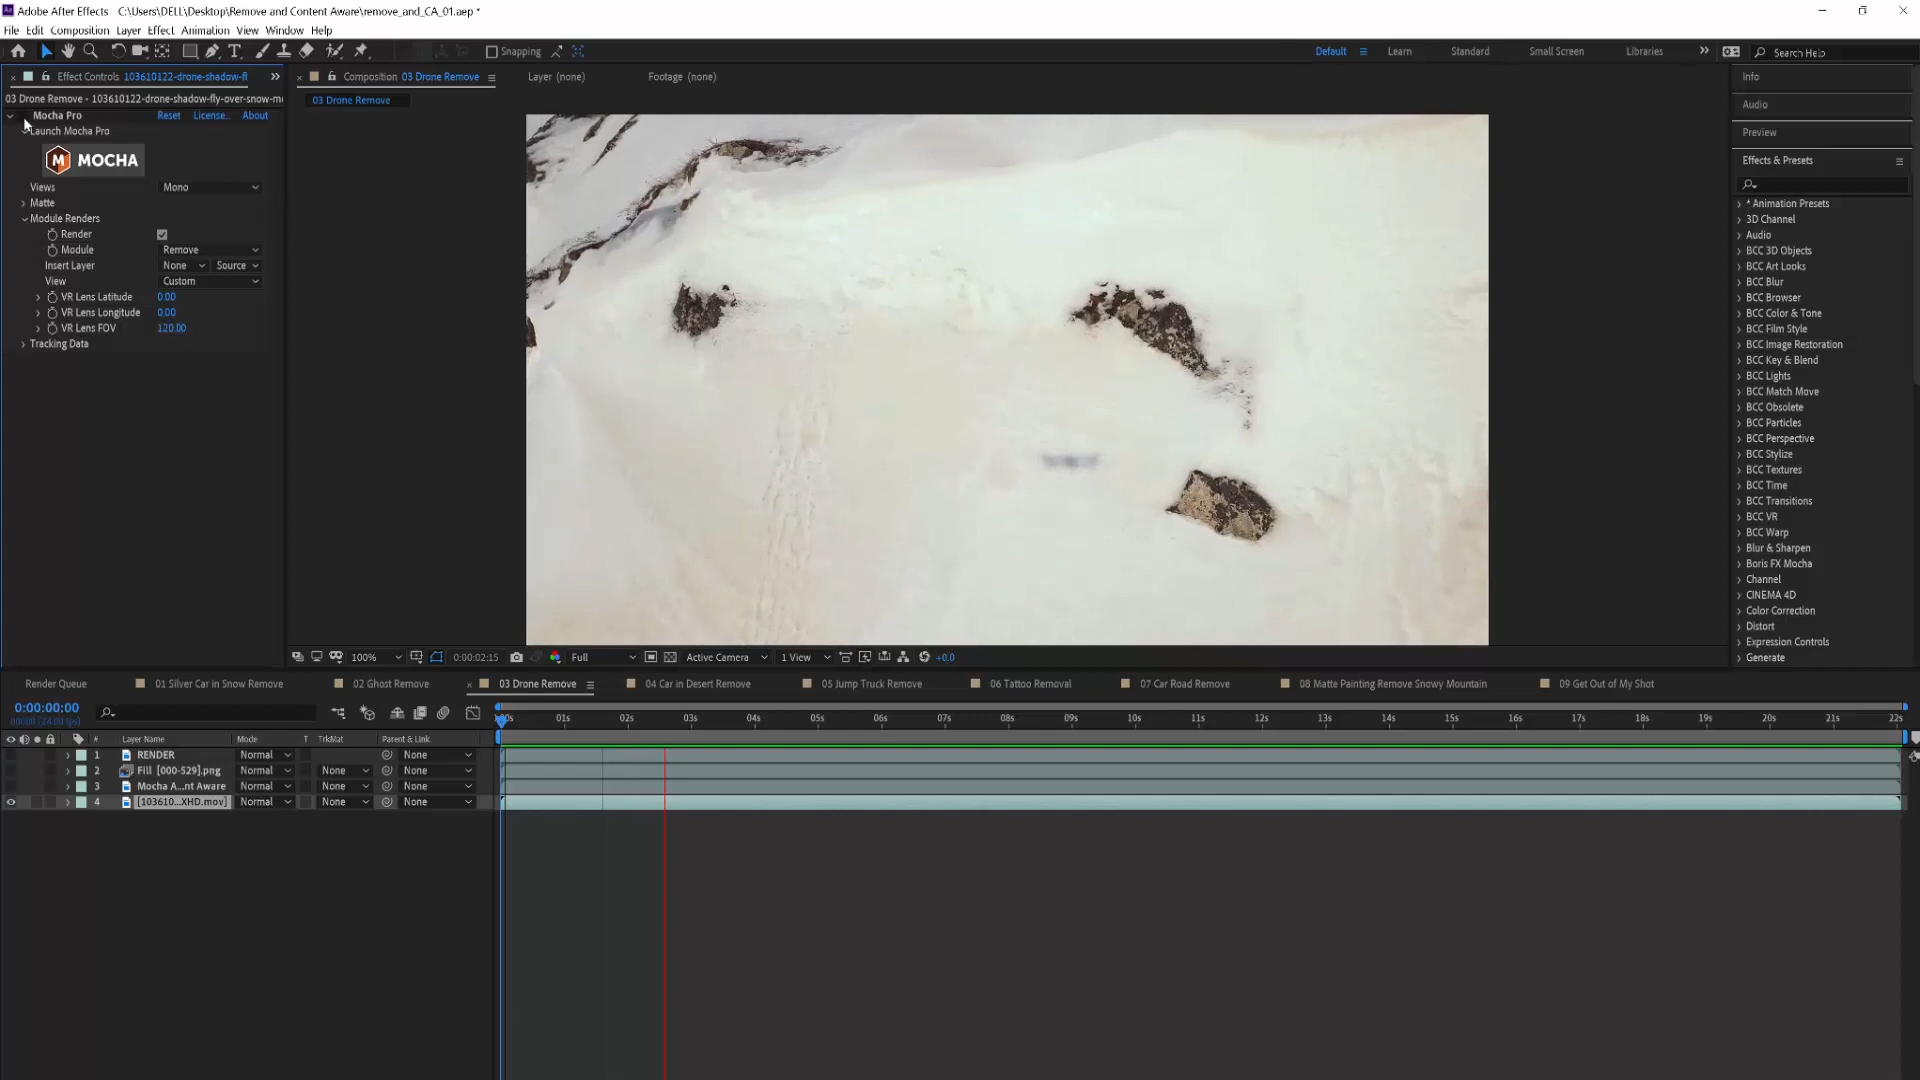 Adobe After Effects C:\Users\DELL\Desktop\Remove and Content Aware\remove_and_CA_01.aep *
File Edit Composition Layer Effect Animation View Window Help
Snapping Default Learn Standard Small Screen Libraries Search Help
Effect Controls 103610122-drone-shadow-fl
03 Drone Remove • 103610122-drone-shadow-fly-over-snow-m
Mocha Pro Reset License... About
Launch Mocha Pro
M MOCHA
Views Mono
Matte
Module Renders
Render
Module Remove
Insert Layer None Source
View Custom
VR Lens Latitude 0.00
VR Lens Longitude 0.00
VR Lens FOV 120.00
Tracking Data
Composition 03 Drone Remove Layer (none) Footage (none)
03 Drone Remove
100% 0:00:02:15 Full Active Camera 1 View +0.0
Info
Audio
Preview
Effects & Presets
* Animation Presets
3D Channel
Audio
BCC 3D Objects
BCC Art Looks
BCC Blur
BCC Browser
BCC Color & Tone
BCC Film Style
BCC Image Restoration
BCC Key & Blend
BCC Lights
BCC Match Move
BCC Obsolete
BCC Particles
BCC Perspective
BCC Stylize
BCC Textures
BCC Time
BCC Transitions
BCC VR
BCC Warp
Blur & Sharpen
Boris FX Mocha
Channel
CINEMA 4D
Color Correction
Distort
Expression Controls
Generate
Render Queue 01 Silver Car in Snow Remove 02 Ghost Remove 03 Drone Remove 04 Car in Desert Remove 05 Jump Truck Remove 06 Tattoo Removal 07 Car Road Remove 08 Matte Painting Remove Snowy Mountain 09 Get Out of My Shot
0:00:00:00
00000 (24.00 fps)
01s 02s 03s 04s 05s 06s 07s 08s 09s 10s 11s 12s 13s 14s 15s 16s 17s 18s 19s 20s 21s 22s
# Layer Name Mode T TrkMat Parent & Link
1 RENDER Normal None
2 Fill [000-529].png Normal None None
3 Mocha A...nt Aware Normal None None
4 [103610...XHD.mov] Normal None None